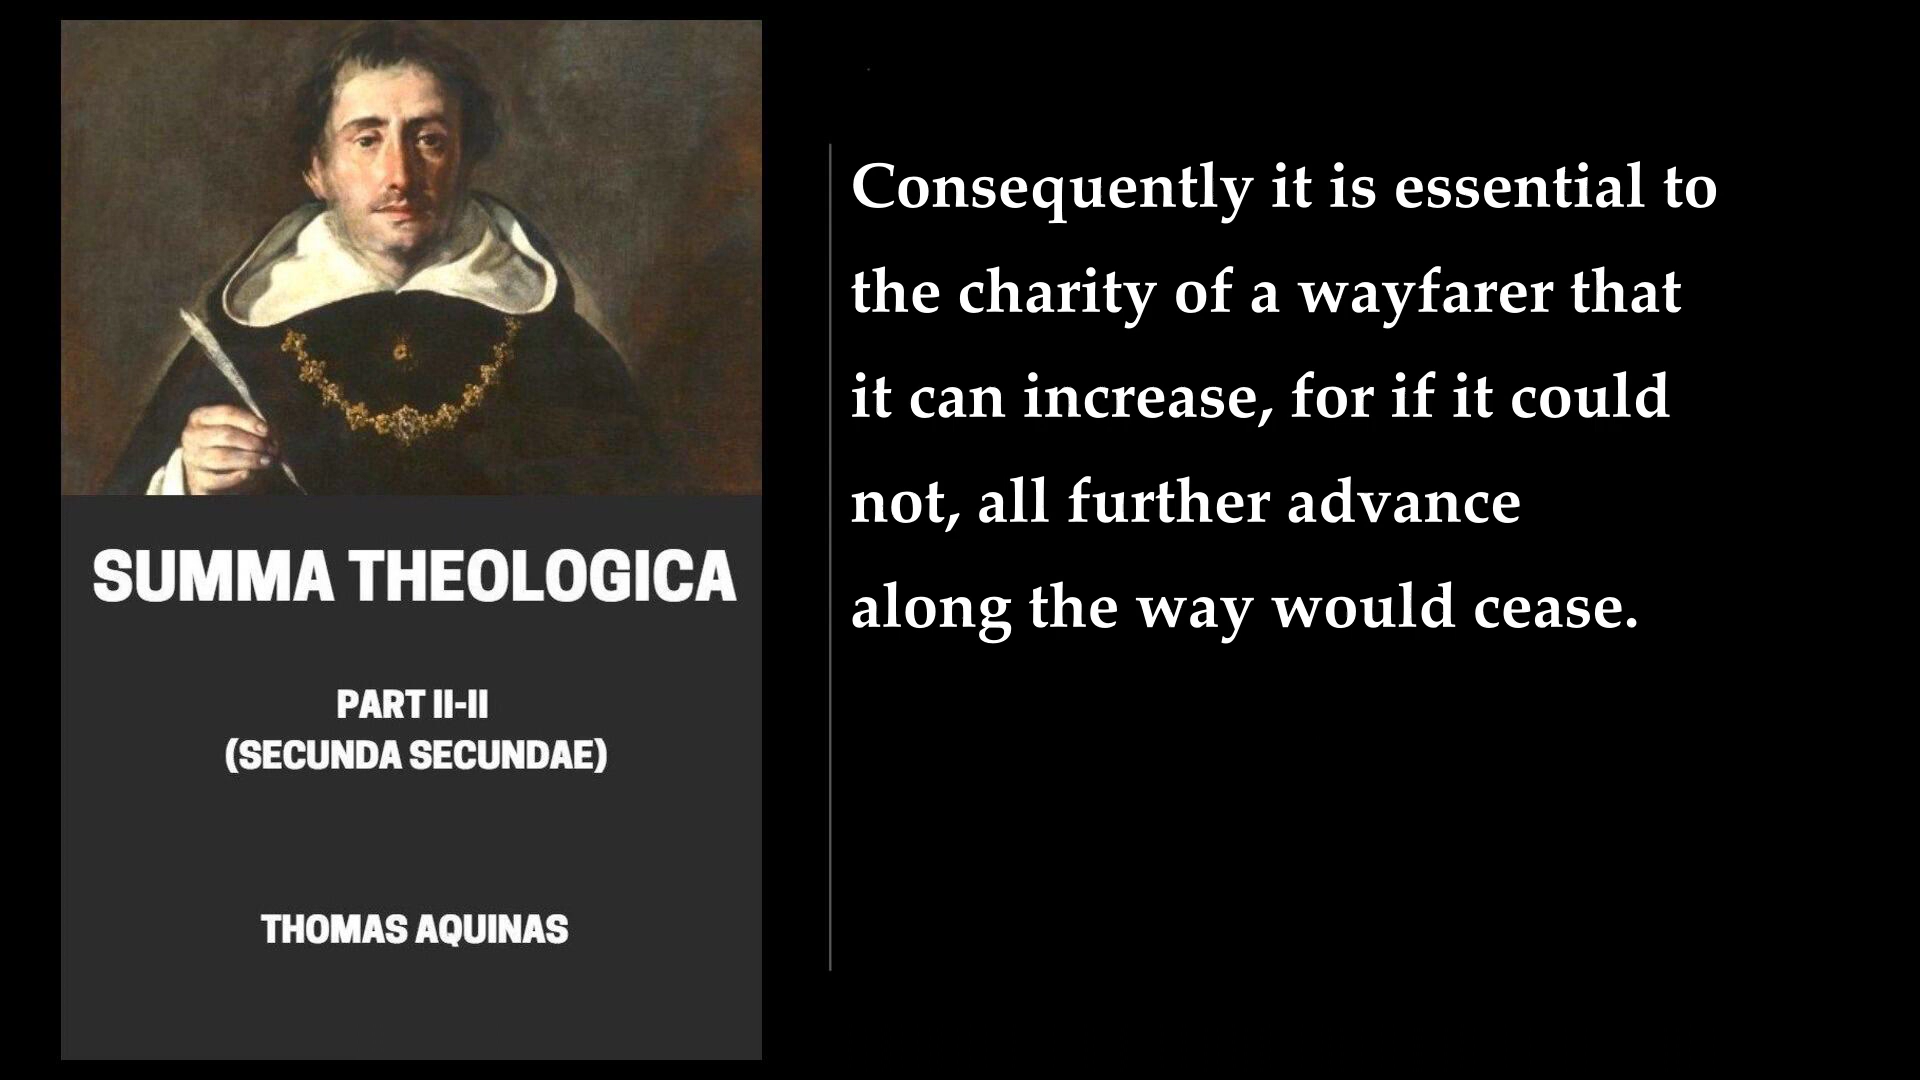 SUMMA THEOLOGICA
PART II-II
(SECUNDA SECUNDAE)
THOMAS AQUINAS
Consequently it is essential to
the charity of a wayfarer that
it can increase, for if it could
not, all further advance
along the way would cease.